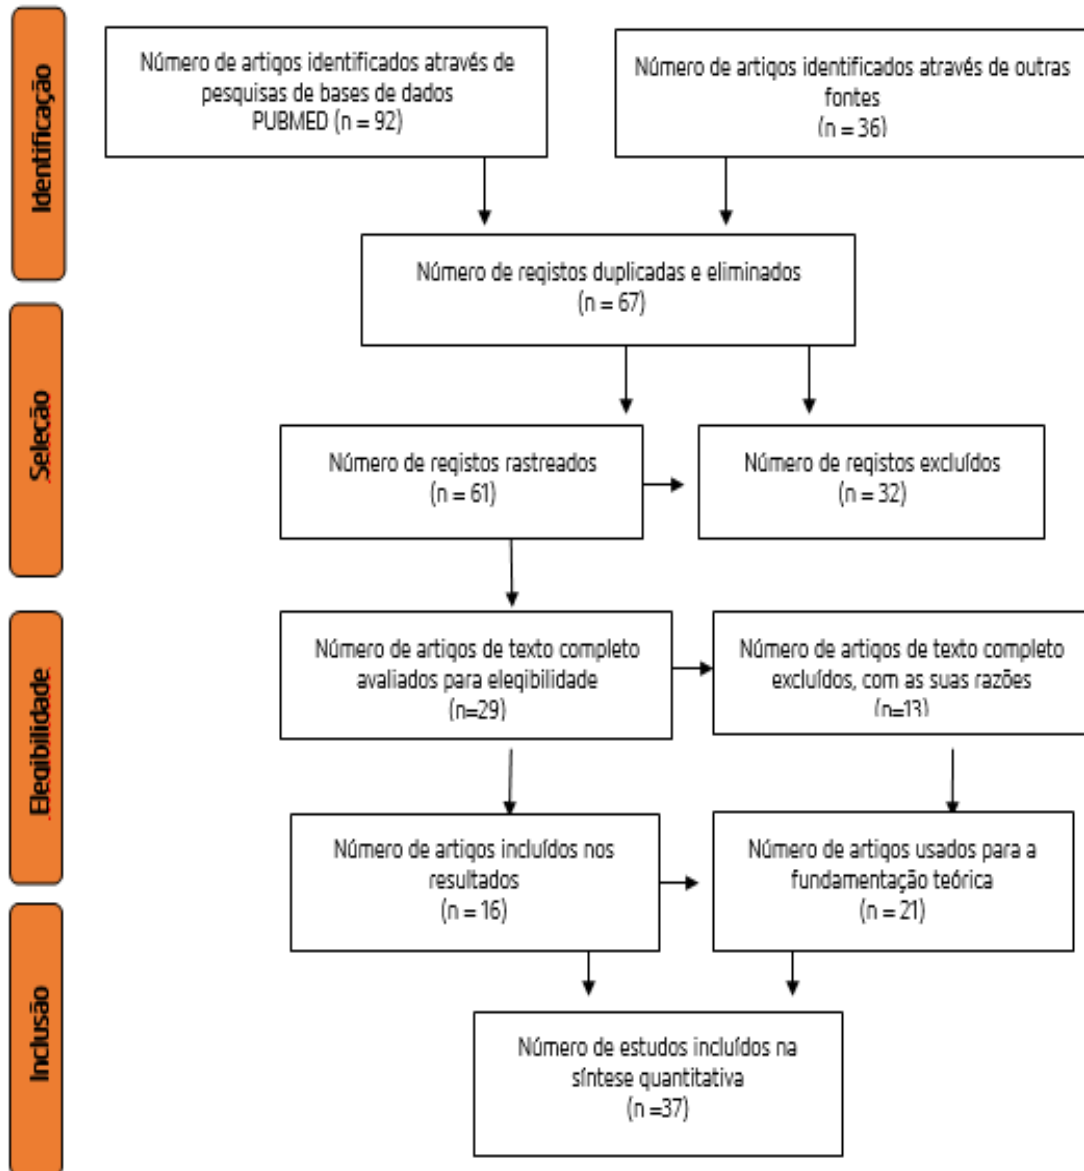 Identificação
Número de artigos identificados através de
pesquisas de bases de dados
PUBMED (n = 92)
Número de artigos identificados através de outras
fontes
(n = 36)
Número de registos duplicadas e eliminados
(n = 67)
Seleção
Número de registos rastreados
(n = 61)
Número de registos excluídos
(n = 32)
Elegibilidade
Número de artigos de texto completo
avaliados para elegibilidade
(n=29)
Número de artigos de texto completo
excluídos, com as suas razões
(n=13)
Número de artigos incluídos nos
resultados
(n = 16)
Número de artigos usados para a
fundamentação teórica
(n = 21)
Inclusão
Número de estudos incluídos na
síntese quantitativa
(n =37)